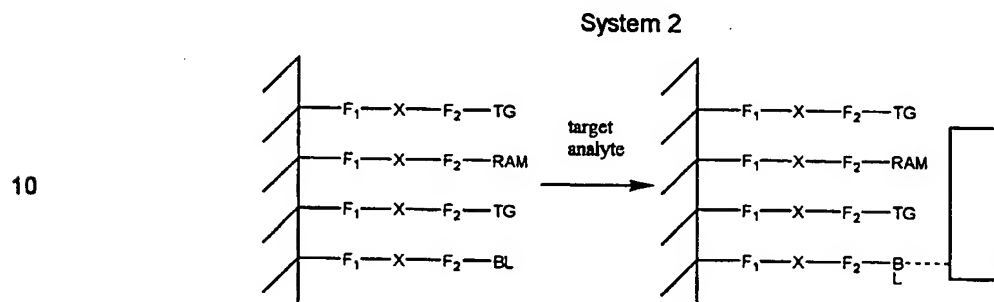 System 2
F₁—X—F₂—TG F₁—X—F₂—TG
target
analyte
10 F₁—X—F₂—RAM F₁—X—F₂—RAM
F₁—X—F₂—TG F₁—X—F₂—TG
F₁—X—F₂—BL F₁—X—F₂—B
L